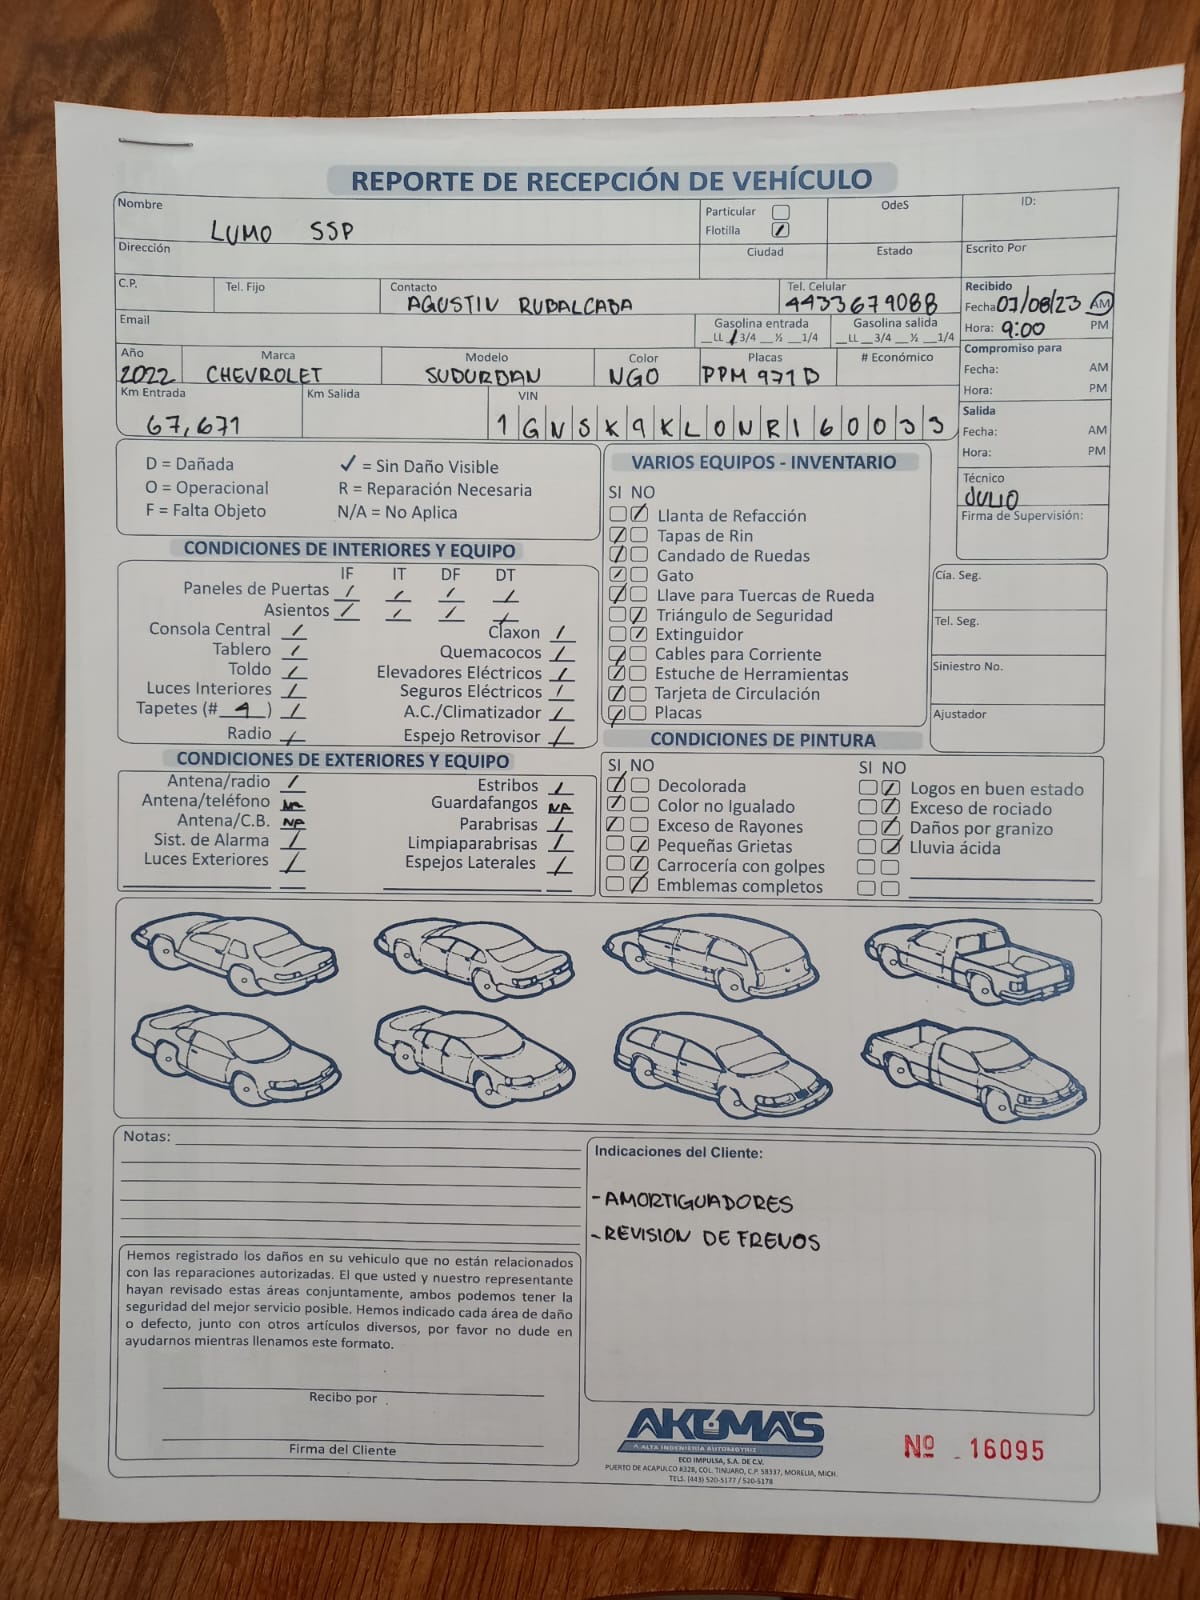 REPORTE DE RECEPCIÓN DE VEHÍCULO
Nombre LUMO SSP
Particular
Flotilla
OdeS
ID:
Dirección
Ciudad
Estado
Escrito Por
C.P.
Tel. Fijo
Contacto AGUSTIN RUBALCABA
Tel. Celular 4433679088
Recibido
Fecha 07/08/23 AM
Hora: 9:00 PM
Email
Gasolina entrada
__LL __3/4 __½ __1/4
Gasolina salida
__LL __3/4 __½ __1/4
Año 2022
Marca CHEVROLET
Modelo SUBURBAN
Color NGO
Placas PPM 971 D
# Económico
Compromiso para
Fecha: AM
Hora: PM
Km Entrada 67,671
Km Salida
VIN 1GNSK9KL0NR160033
Salida
Fecha: AM
Hora: PM
Técnico
JULIO
Firma de Supervisión:
D = Dañada
O = Operacional
F = Falta Objeto
✓ = Sin Daño Visible
R = Reparación Necesaria
N/A = No Aplica
VARIOS EQUIPOS - INVENTARIO
SI NO
Llanta de Refacción
Tapas de Rin
Candado de Ruedas
Gato
Llave para Tuercas de Rueda
Triángulo de Seguridad
Extinguidor
Cables para Corriente
Estuche de Herramientas
Tarjeta de Circulación
Placas
Cía. Seg.
Tel. Seg.
Siniestro No.
Ajustador
CONDICIONES DE INTERIORES Y EQUIPO
IF IT DF DT
Paneles de Puertas / / / /
Asientos / / / /
Consola Central /
Tablero /
Toldo /
Luces Interiores /
Tapetes (# 4 ) /
Radio /
Claxon /
Quemacocos /
Elevadores Eléctricos /
Seguros Eléctricos /
A.C./Climatizador /
Espejo Retrovisor /
CONDICIONES DE EXTERIORES Y EQUIPO
Antena/radio /
Antena/teléfono NA
Antena/C.B. NA
Sist. de Alarma /
Luces Exteriores /
Estribos /
Guardafangos NA
Parabrisas /
Limpiaparabrisas /
Espejos Laterales /
CONDICIONES DE PINTURA
SI NO
Decolorada
Color no Igualado
Exceso de Rayones
Pequeñas Grietas
Carrocería con golpes
Emblemas completos
SI NO
Logos en buen estado
Exceso de rociado
Daños por granizo
Lluvia ácida
Notas:
Indicaciones del Cliente:
- AMORTIGUADORES
- REVISION DE FRENOS
Hemos registrado los daños en su vehiculo que no están relacionados
con las reparaciones autorizadas. El que usted y nuestro representante
hayan revisado estas áreas conjuntamente, ambos podemos tener la
seguridad del mejor servicio posible. Hemos indicado cada área de daño
o defecto, junto con otros artículos diversos, por favor no dude en
ayudarnos mientras llenamos este formato.
Recibo por
Firma del Cliente
AKUMA'S
A ALTA INGENIERÍA AUTOMOTRIZ
ECO IMPULSA, S.A. DE C.V.
PUERTO DE ACAPULCO #328, COL. TINIJARO, C.P. 58337, MORELIA, MICH.
TELS. (443) 520-5177 / 520-5178
Nº 16095